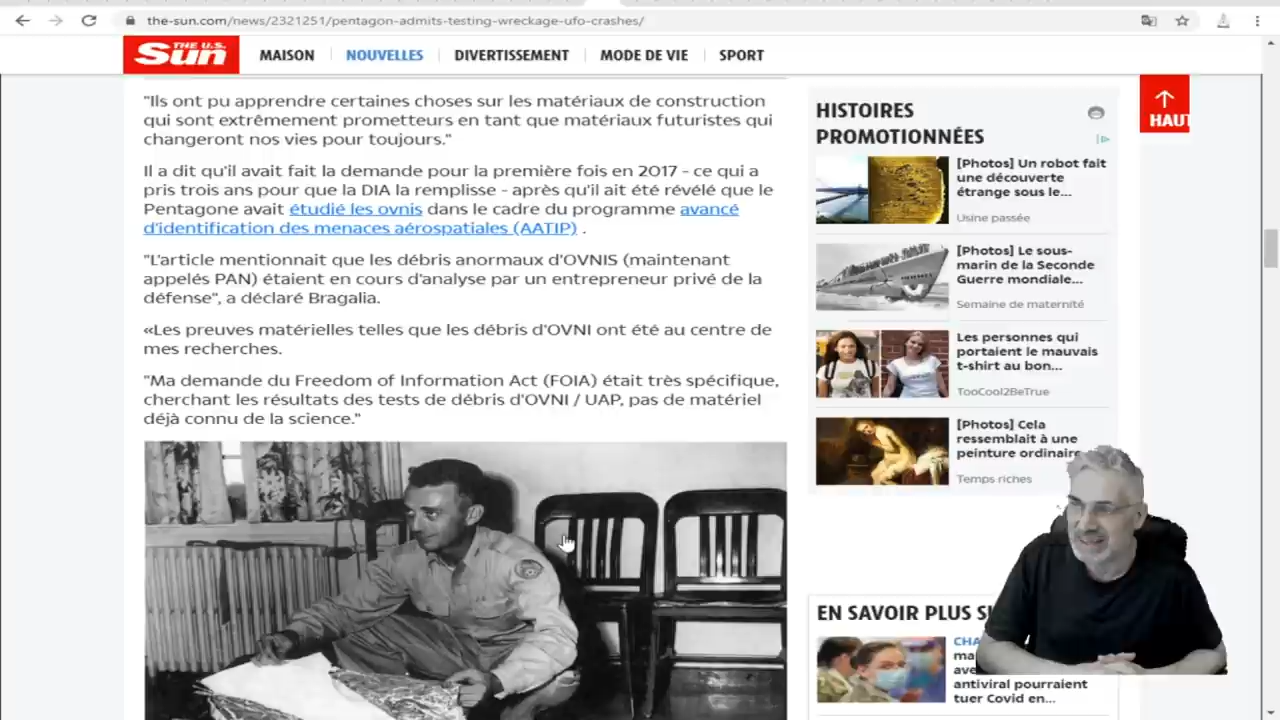 the-sun.com/news/2321251/pentagon-admits-testing-wreckage-ufo-crashes/
THE U.S. Sun
MAISON
NOUVELLES
DIVERTISSEMENT
MODE DE VIE
SPORT
"Ils ont pu apprendre certaines choses sur les matériaux de construction
qui sont extrêmement prometteurs en tant que matériaux futuristes qui
changeront nos vies pour toujours."
Il a dit qu'il avait fait la demande pour la première fois en 2017 - ce qui a
pris trois ans pour que la DIA la remplisse - après qu'il ait été révélé que le
Pentagone avait étudié les ovnis dans le cadre du programme avancé
d'identification des menaces aérospatiales (AATIP) .
"L'article mentionnait que les débris anormaux d'OVNIS (maintenant
appelés PAN) étaient en cours d'analyse par un entrepreneur privé de la
défense", a déclaré Bragalia.
«Les preuves matérielles telles que les débris d'OVNI ont été au centre de
mes recherches.
"Ma demande du Freedom of Information Act (FOIA) était très spécifique,
cherchant les résultats des tests de débris d'OVNI / UAP, pas de matériel
déjà connu de la science."
HAUT
HISTOIRES
PROMOTIONNÉES
[Photos] Un robot fait
une découverte
étrange sous le...
Usine passée
[Photos] Le sous-
marin de la Seconde
Guerre mondiale...
Semaine de maternité
Les personnes qui
portaient le mauvais
t-shirt au bon...
TooCool2BeTrue
[Photos] Cela
ressemblait à une
peinture ordinaire
Temps riches
EN SAVOIR PLUS
antiviral pourraient
tuer Covid en...